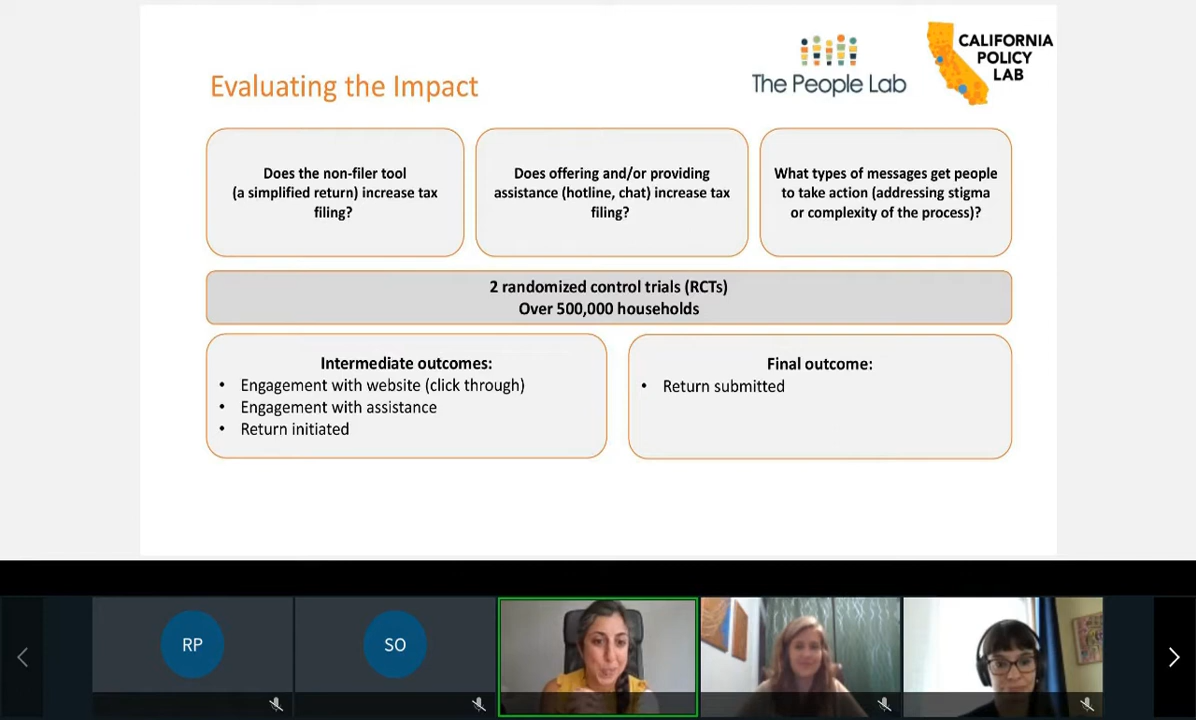 The People Lab
CALIFORNIA
POLICY
LAB
Evaluating the Impact
Does the non-filer tool
(a simplified return) increase tax
filing?
Does offering and/or providing
assistance (hotline, chat) increase tax
filing?
What types of messages get people
to take action (addressing stigma
or complexity of the process)?
2 randomized control trials (RCTs)
Over 500,000 households
Intermediate outcomes:
• Engagement with website (click through)
• Engagement with assistance
• Return initiated
Final outcome:
• Return submitted
RP
SO